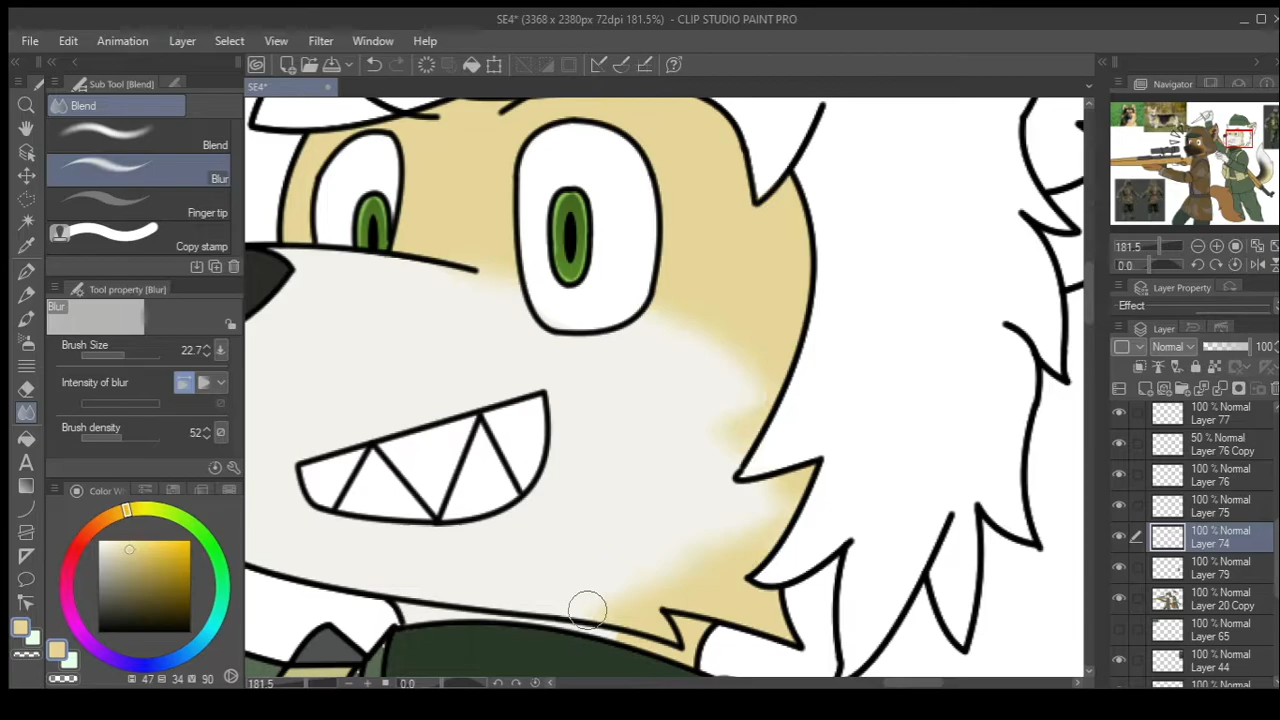 SE4* (3368 x 2380px 72dpi 181.5%) - CLIP STUDIO PAINT PRO
File Edit Animation Layer Select View Filter Window Help
Sub Tool [Blend]
SE4*
Navigator
Blend
Blend
Blur
Finger tip
Copy stamp
Tool property [Blur]
Blur
Brush Size 22.7
Intensity of blur
Brush density 52
Color W
47 34 90
181.5
0.0
181.5
0.0
Layer Property
Effect
Layer
Normal 100
100 % Normal
Layer 77
50 % Normal
Layer 76 Copy
100 % Normal
Layer 76
100 % Normal
Layer 75
100 % Normal
Layer 74
100 % Normal
Layer 79
100 % Normal
Layer 20 Copy
100 % Normal
Layer 65
100 % Normal
Layer 44
100 % Normal